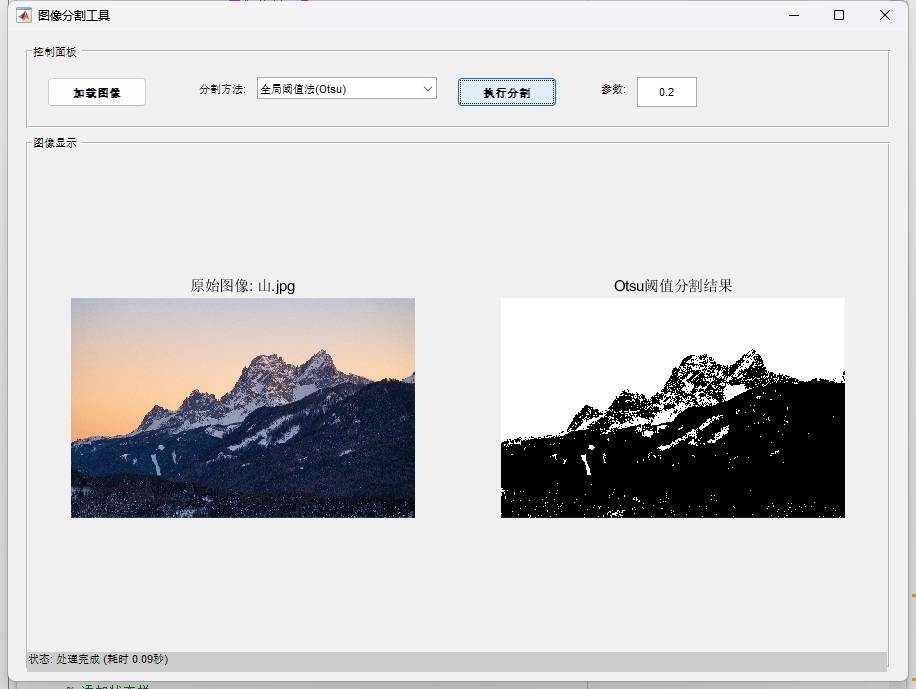 图像分割工具
控制面板
加载图像
分割方法:
全局阈值法(Otsu)
执行分割
参数:
0.2
图像显示
原始图像: 山.jpg
Otsu阈值分割结果
状态: 处理完成 (耗时 0.09秒)